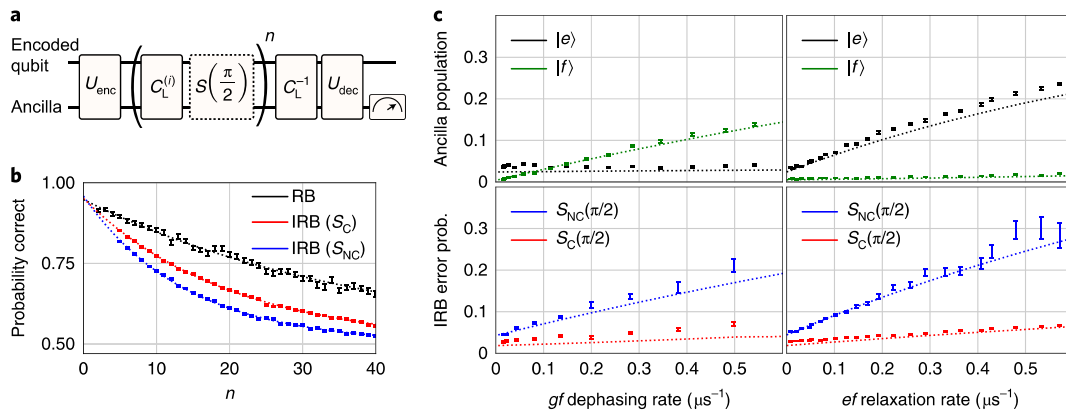 a
n
Encoded
qubit
U_enc
C_L^(i)
S(π/2)
C_L^-1
U_dec
Ancilla
b
1.00
0.75
0.50
Probability correct
RB
IRB (S_C)
IRB (S_NC)
0 10 20 30 40
n
c
|e⟩
|f⟩
|e⟩
|f⟩
0.3
0.2
0.1
0
Ancilla population
S_NC(π/2)
S_C(π/2)
S_NC(π/2)
S_C(π/2)
0.3
0.2
0.1
0
IRB error prob.
0 0.1 0.2 0.3 0.4 0.5
0 0.1 0.2 0.3 0.4 0.5
gf dephasing rate (μs⁻¹)
ef relaxation rate (μs⁻¹)